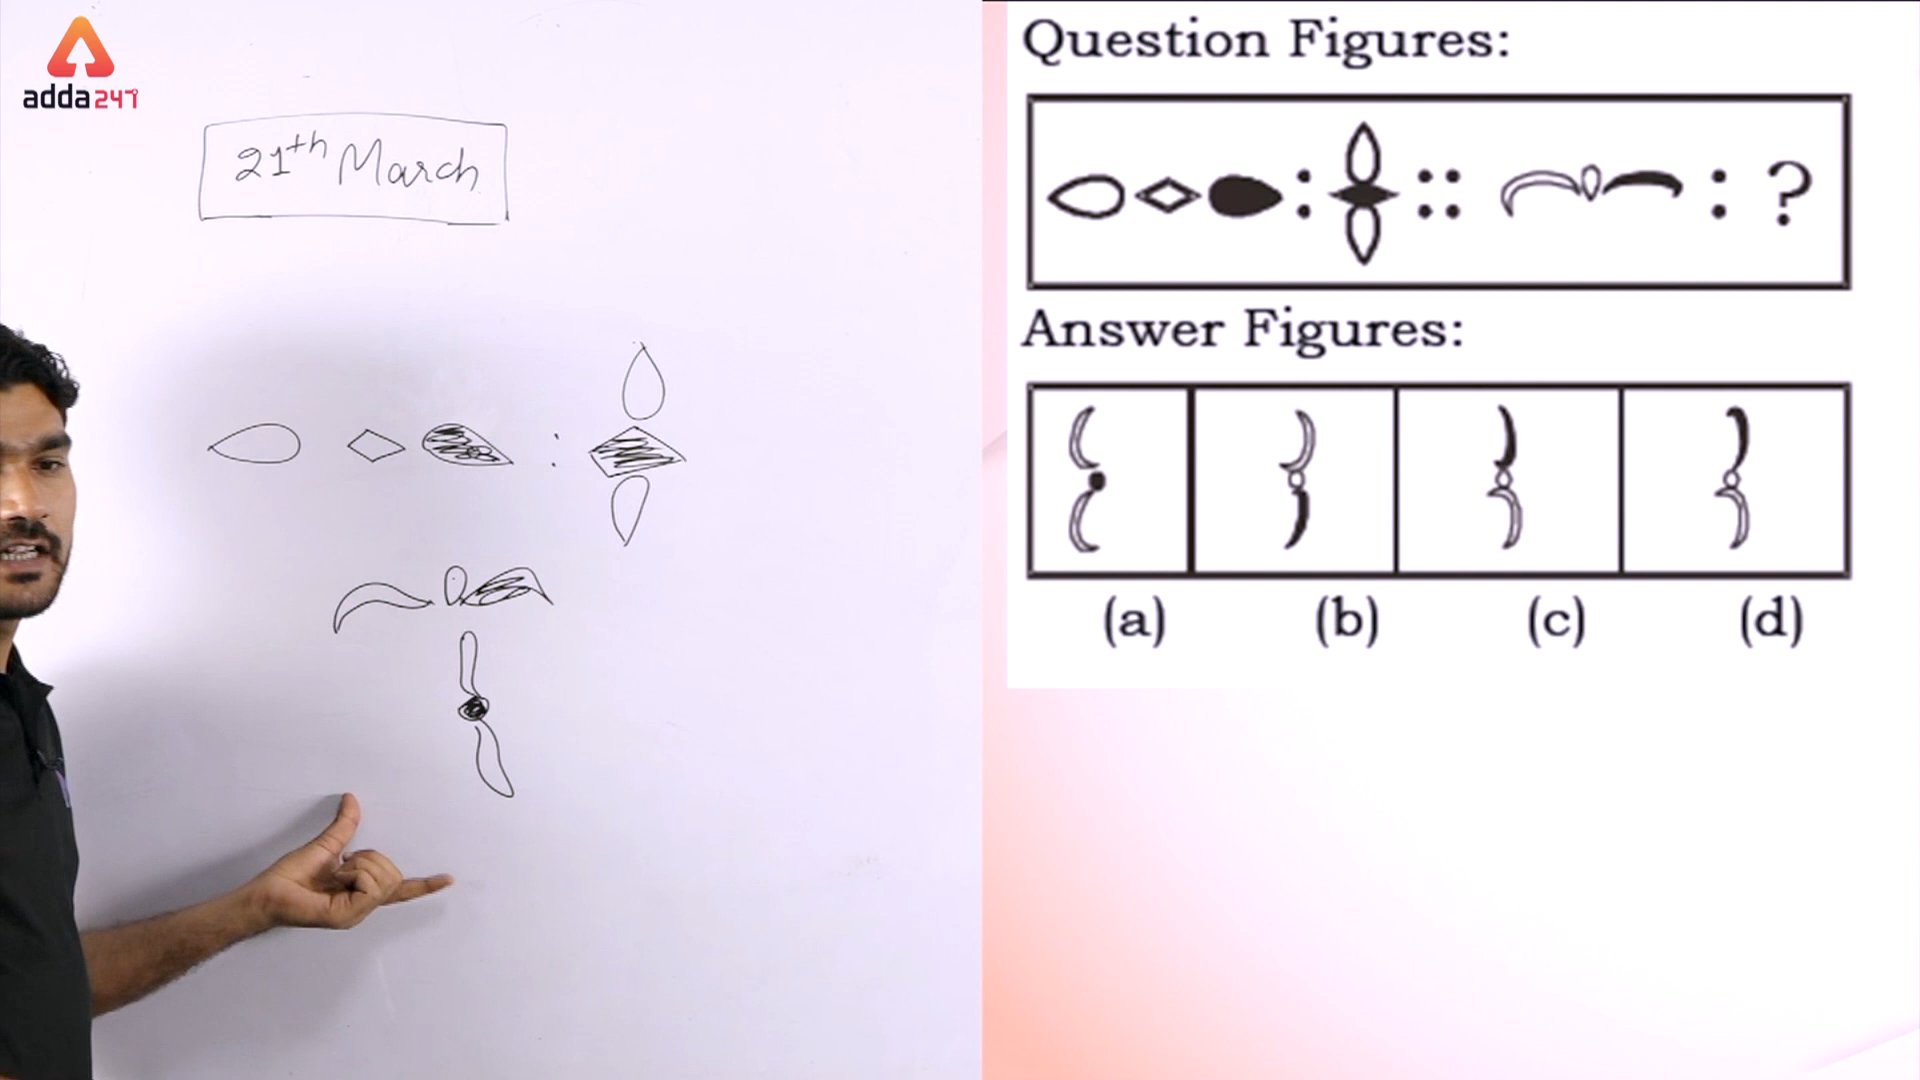 adda247
21th March
Question Figures:
: :: : ?
Answer Figures:
(a) (b) (c) (d)